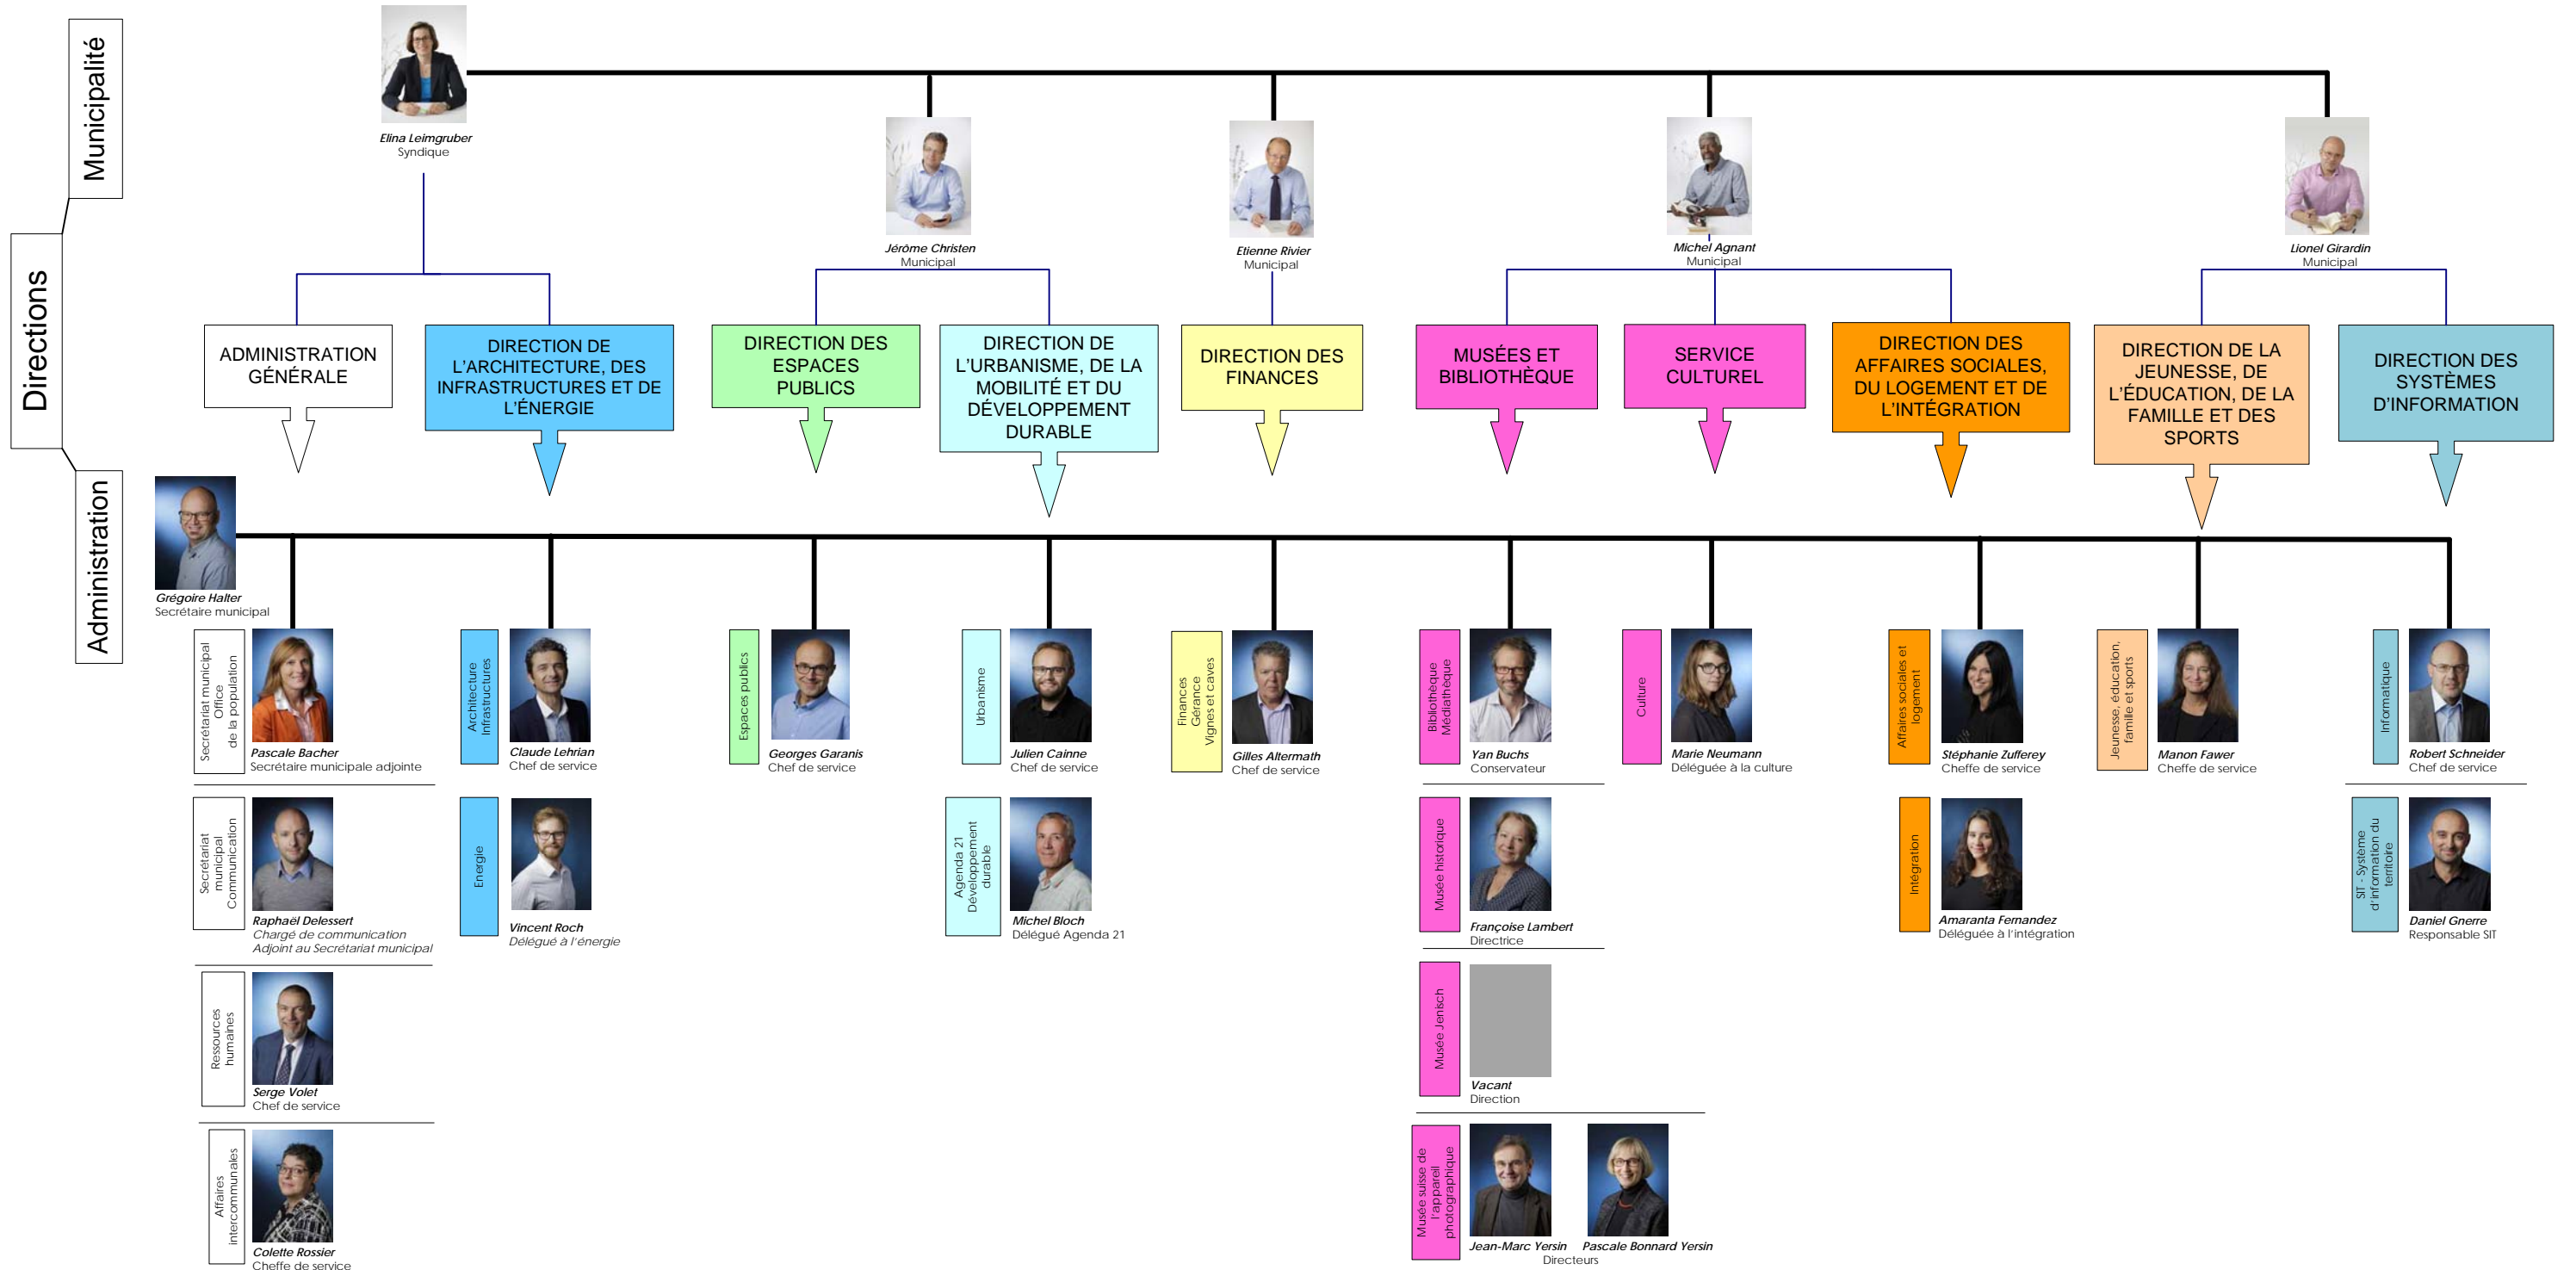 Municipalité
Directions
Administration
Elina Leimgruber
Syndique
Jérôme Christen
Municipal
Etienne Rivier
Municipal
Michel Agnant
Municipal
Lionel Girardin
Municipal
ADMINISTRATION
GÉNÉRALE
DIRECTION DE
L'ARCHITECTURE, DES
INFRASTRUCTURES ET DE
L'ÉNERGIE
DIRECTION DES
ESPACES
PUBLICS
DIRECTION DE
L'URBANISME, DE LA
MOBILITÉ ET DU
DÉVELOPPEMENT
DURABLE
DIRECTION DES
FINANCES
MUSÉES ET
BIBLIOTHÈQUE
SERVICE
CULTUREL
DIRECTION DES
AFFAIRES SOCIALES,
DU LOGEMENT ET DE
L'INTÉGRATION
DIRECTION DE LA
JEUNESSE, DE
L'ÉDUCATION, DE LA
FAMILLE ET DES
SPORTS
DIRECTION DES
SYSTÈMES
D'INFORMATION
Grégoire Halter
Secrétaire municipal
Secrétariat municipal
Office
de la population
Pascale Bacher
Secrétaire municipale adjointe
Architecture
Infrastructures
Claude Lehrian
Chef de service
Espaces publics
Georges Garanis
Chef de service
Urbanisme
Julien Cainne
Chef de service
Finances
Gérance
Vignes et caves
Gilles Altermath
Chef de service
Bibliothèque
Médiathèque
Yan Buchs
Conservateur
Culture
Marie Neumann
Déléguée à la culture
Affaires sociales et
logement
Stéphanie Zufferey
Cheffe de service
Jeunesse, éducation,
famille et sports
Manon Fawer
Cheffe de service
Informatique
Robert Schneider
Chef de service
Secrétariat
municipal
Communication
Raphaël Delessert
Chargé de communication
Adjoint au Secrétariat municipal
Energie
Vincent Roch
Délégué à l'énergie
Agenda 21
Développement
durable
Michel Bloch
Délégué Agenda 21
Musée historique
Françoise Lambert
Directrice
Intégration
Amaranta Fernandez
Déléguée à l'intégration
SIT - Système
d'information du
territoire
Daniel Gnerre
Responsable SIT
Ressources
humaines
Serge Volet
Chef de service
Musée Jenisch
Vacant
Direction
Affaires
intercommunales
Colette Rossier
Cheffe de service
Musée suisse de
l'appareil
photographique
Jean-Marc Yersin
Pascale Bonnard Yersin
Directeurs